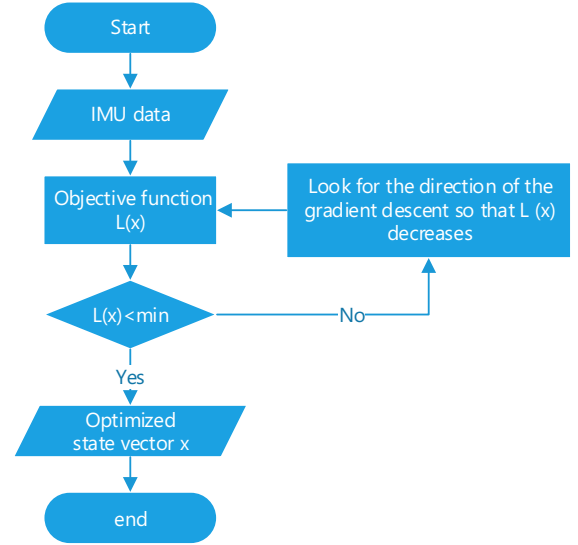 Start
IMU data
Objective function
L(x)
Look for the direction of the
gradient descent so that L (x)
decreases
L(x)<min
No
Yes
Optimized
state vector x
end